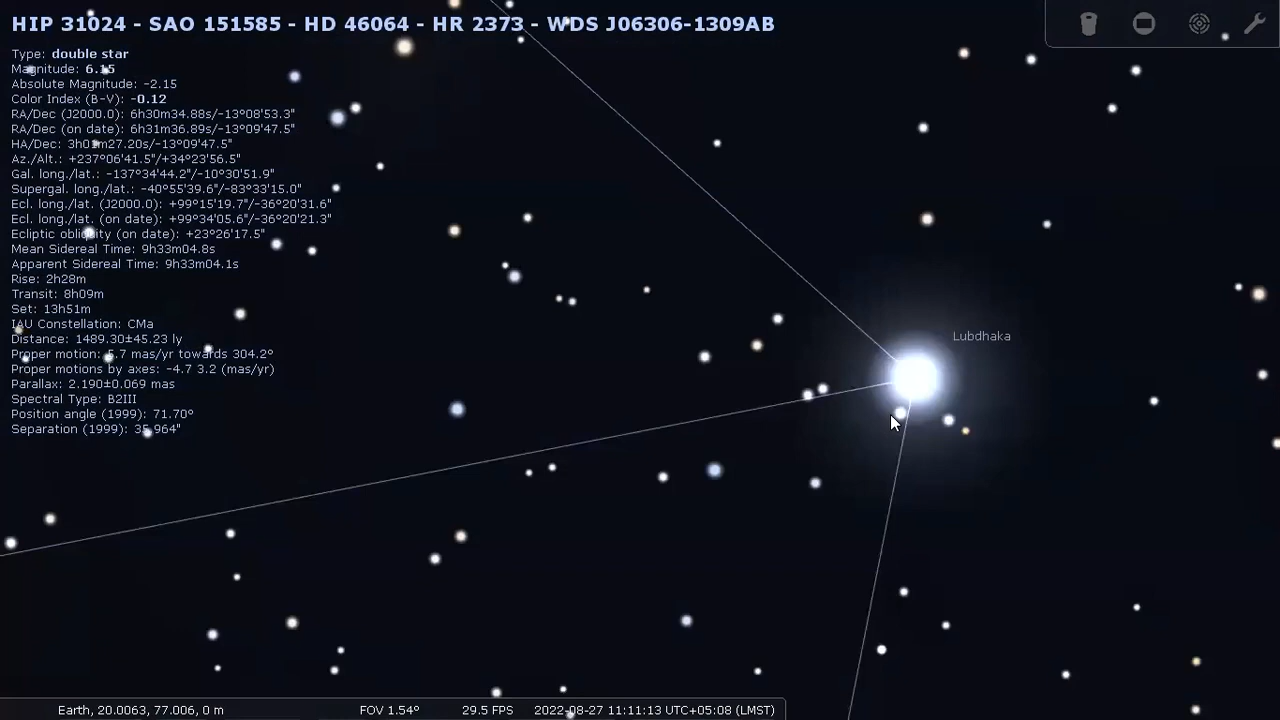 HIP 31024 - SAO 151585 - HD 46064 - HR 2373 - WDS J06306-1309AB
Type: double star
Magnitude: 6.15
Absolute Magnitude: -2.15
Color Index (B-V): -0.12
RA/Dec (J2000.0): 6h30m34.88s/-13°08'53.3"
RA/Dec (on date): 6h31m36.89s/-13°09'47.5"
HA/Dec: 3h01m27.20s/-13°09'47.5"
Az./Alt.: +237°06'41.5"/+34°23'56.5"
Gal. long./lat.: -137°34'44.2"/-10°30'51.9"
Supergal. long./lat.: -40°55'39.6"/-83°33'15.0"
Ecl. long./lat. (J2000.0): +99°15'19.7"/-36°20'31.6"
Ecl. long./lat. (on date): +99°34'05.6"/-36°20'21.3"
Ecliptic obliquity (on date): +23°26'17.5"
Mean Sidereal Time: 9h33m04.8s
Apparent Sidereal Time: 9h33m04.1s
Rise: 2h28m
Transit: 8h09m
Set: 13h51m
IAU Constellation: CMa
Distance: 1489.30±45.23 ly
Proper motion: 5.7 mas/yr towards 304.2°
Proper motions by axes: -4.7 3.2 (mas/yr)
Parallax: 2.190±0.069 mas
Spectral Type: B2III
Position angle (1999): 71.70°
Separation (1999): 35.964"
Lubdhaka
Earth, 20.0063, 77.006, 0 m FOV 1.54° 29.5 FPS 2022-08-27 11:11:13 UTC+05:08 (LMST)